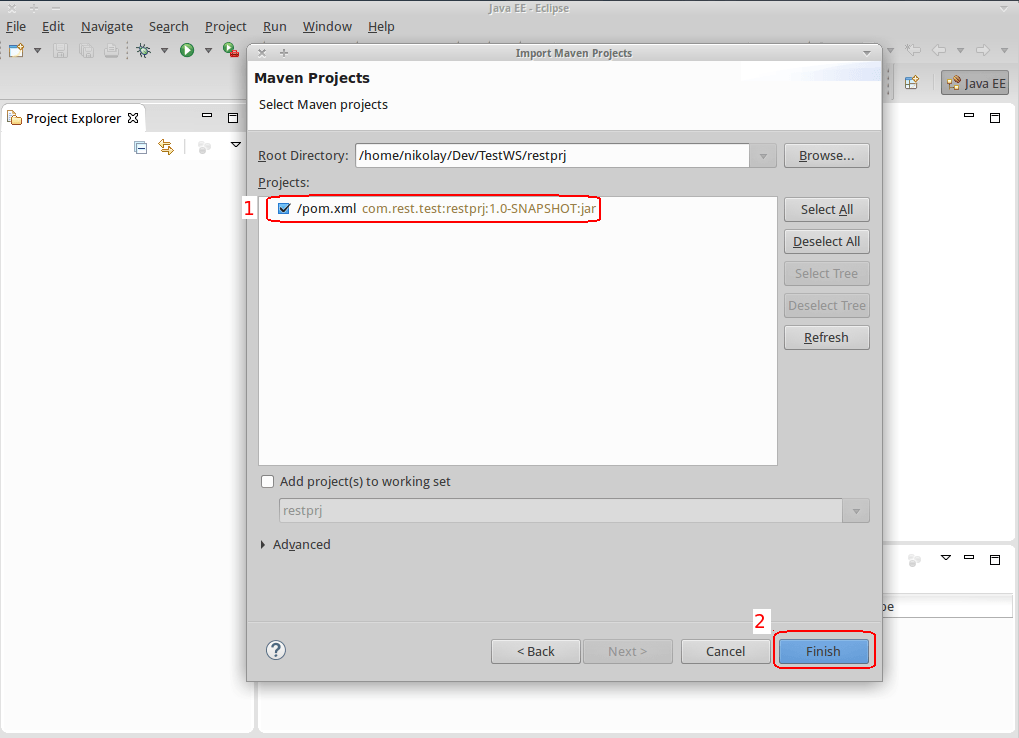 Java EE - Eclipse
File Edit Navigate Search Project Run Window Help
Import Maven Projects
Maven Projects
Select Maven projects
Java EE
Project Explorer
Root Directory: /home/nikolay/Dev/TestWS/restprj Browse...
Projects:
1 /pom.xml com.rest.test:restprj:1.0-SNAPSHOT:jar
Select All
Deselect All
Select Tree
Deselect Tree
Refresh
Add project(s) to working set
restprj
Advanced
pe
2
? < Back Next > Cancel Finish